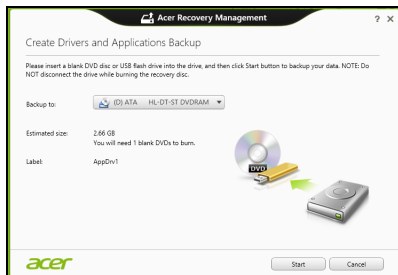 Acer Recovery Management
? X
Create Drivers and Applications Backup
Please insert a blank DVD disc or USB flash drive into the drive, and then click Start button to backup your data. NOTE: Do
NOT disconnect the drive while burning the recovery disc.
Backup to: (D) ATA HL-DT-ST DVDRAM
Estimated size: 2.66 GB
You will need 1 blank DVDs to burn.
Label: AppDrv1
DVD
acer
Start Cancel